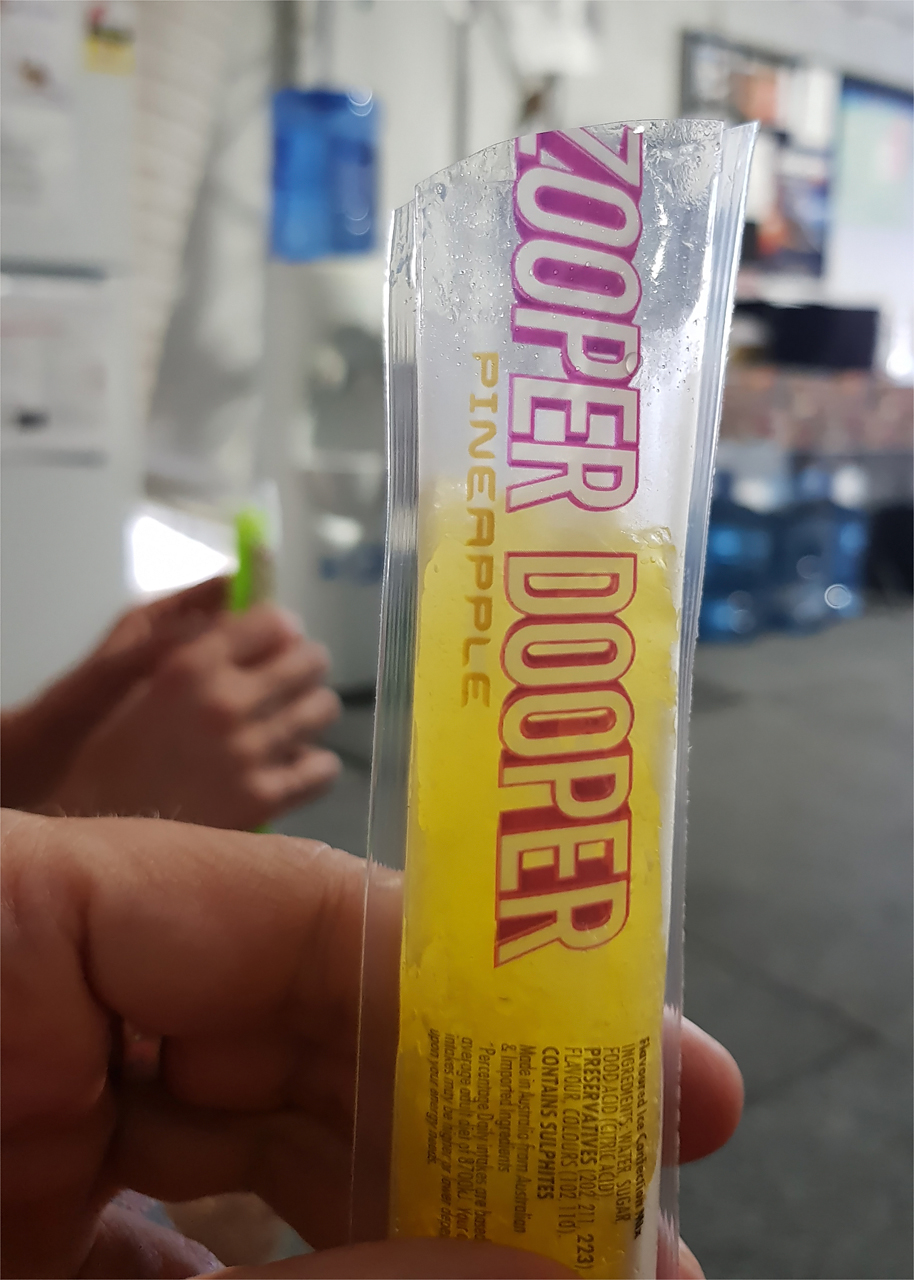 ZOOPER DOOPER
PINEAPPLE
Flavoured Ice Confection Mix
INGREDIENTS: WATER, SUGAR,
FOOD ACID (CITRIC ACID)
PRESERVATIVES (202, 211, 223)
FLAVOUR, COLOURS (102, 110).
CONTAINS SULPHITES
Made in Australia from Australian
& Imported Ingredients
*Percentage Daily intakes are based
average adult diet of 8700kJ. Your
intakes may be higher or lower
upon your energy needs.